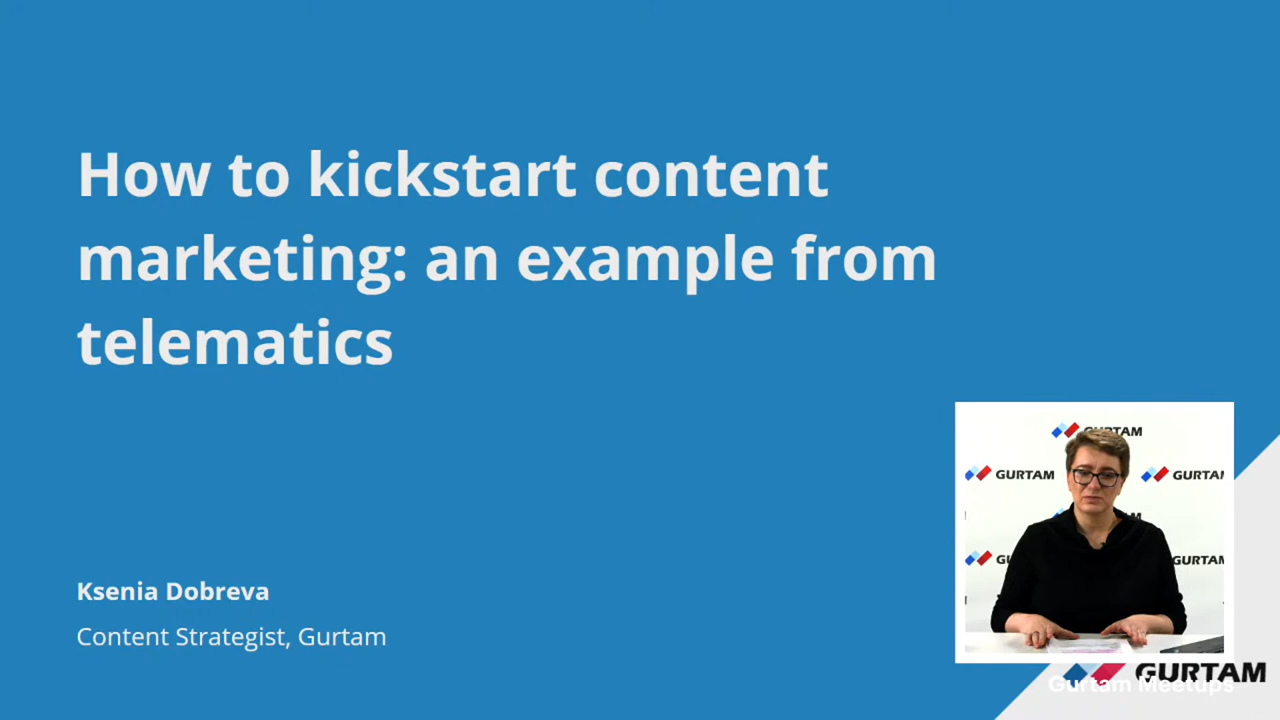 How to kickstart content
marketing: an example from
telematics
GURTAM
GURTAM
GURTAM
GURTAM
Ksenia Dobreva
Content Strategist, Gurtam
GURTAM
Gurtam Meetups